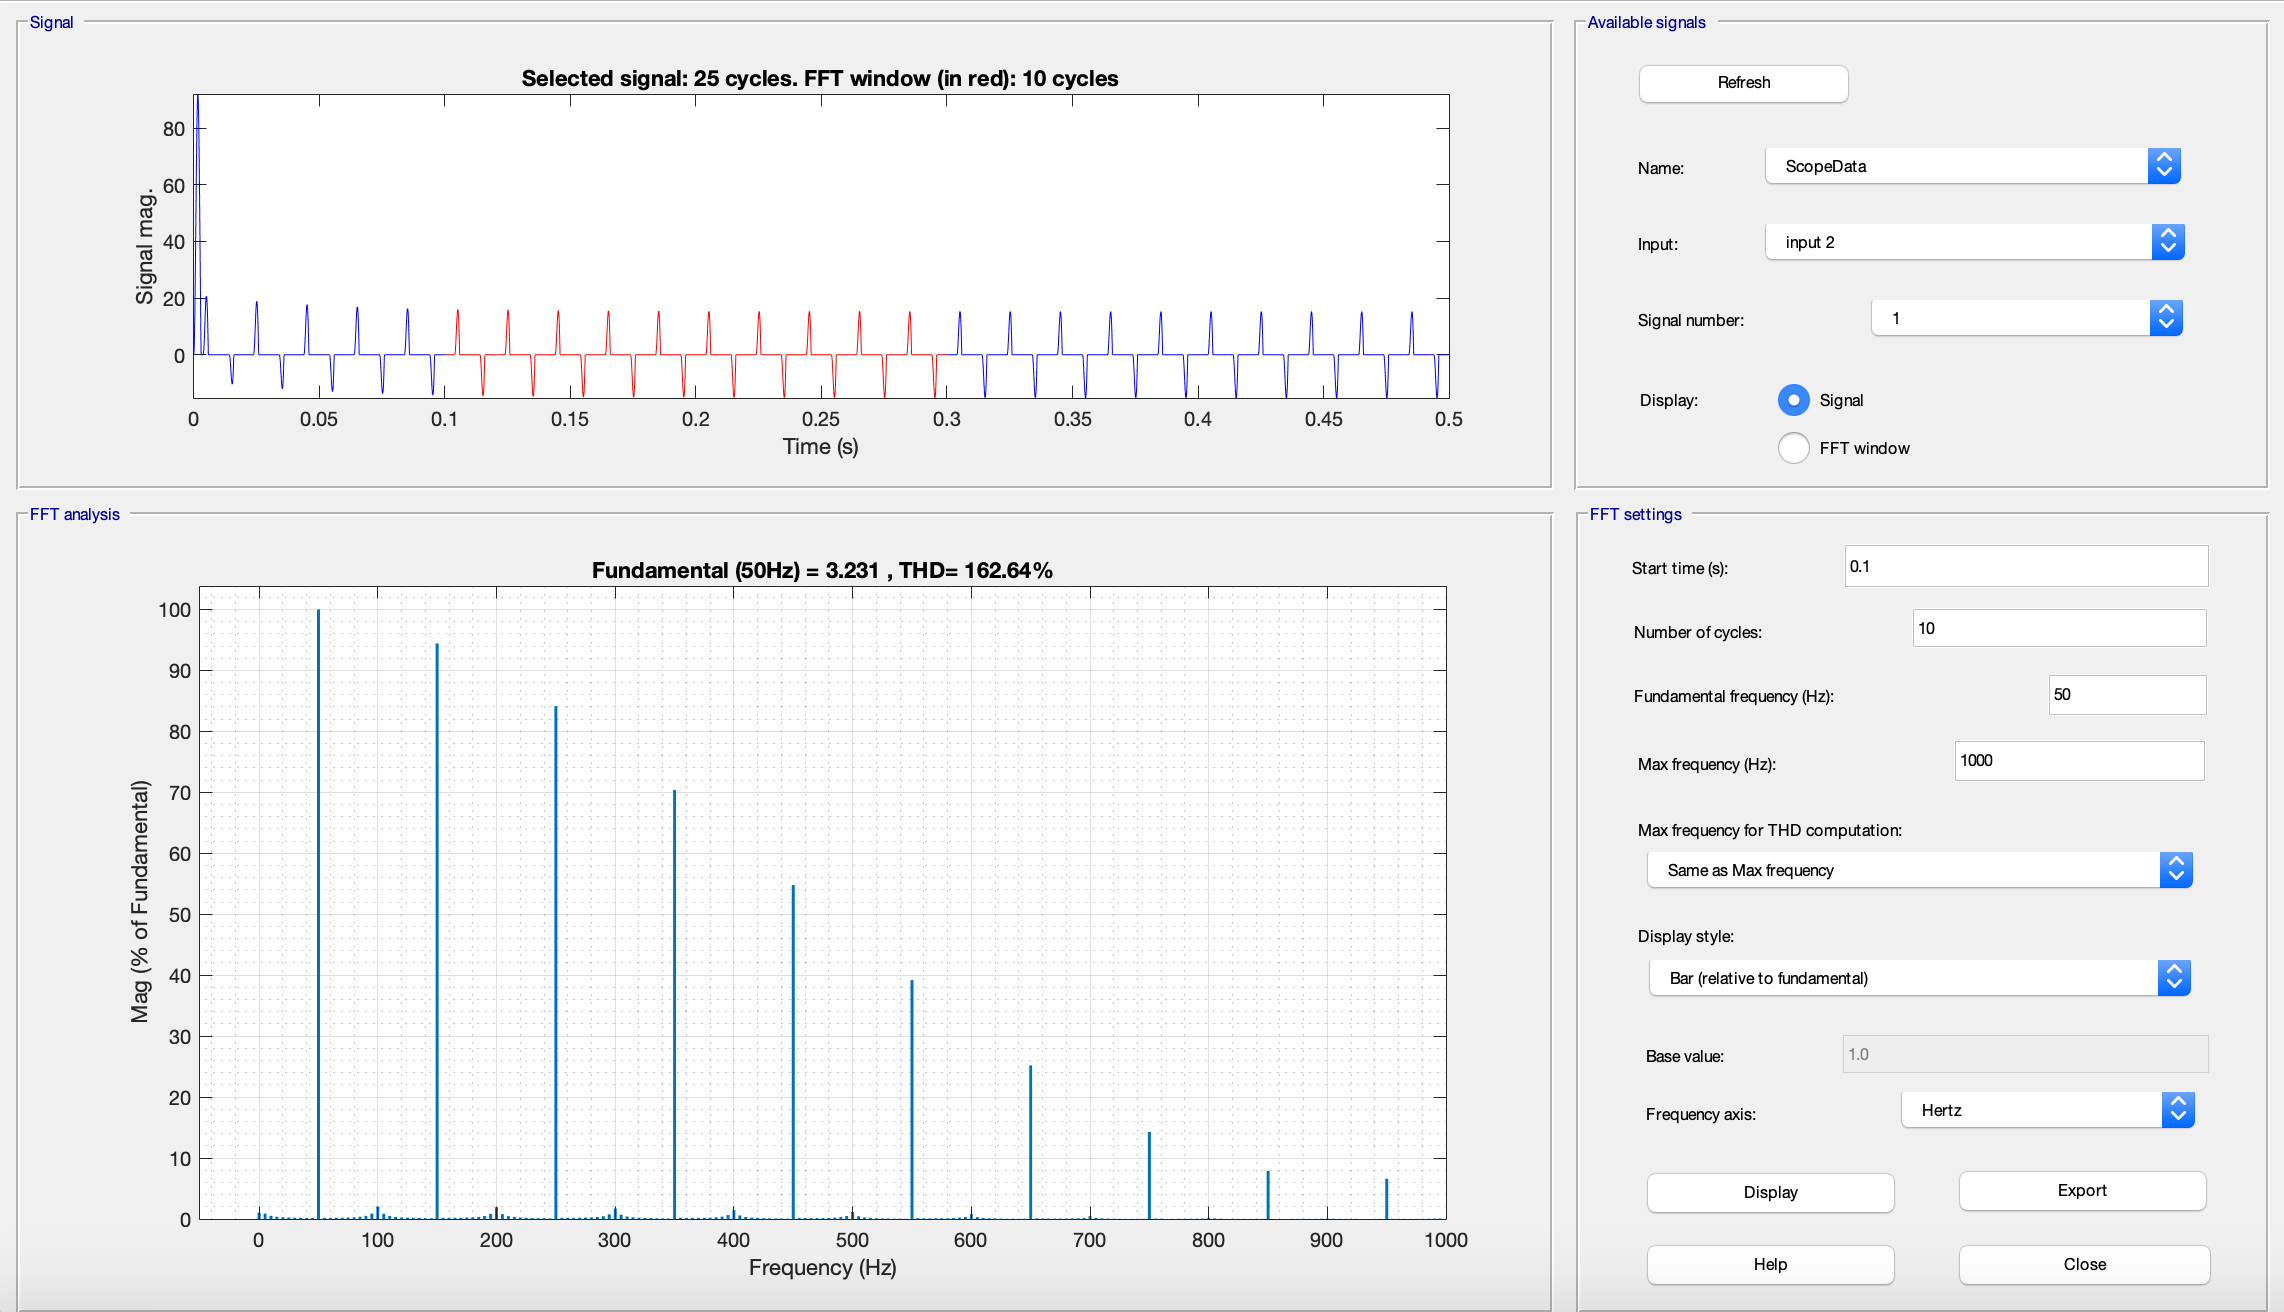 Signal
Selected signal: 25 cycles. FFT window (in red): 10 cycles
Signal mag.
80
60
40
20
0
0 0.05 0.1 0.15 0.2 0.25 0.3 0.35 0.4 0.45 0.5
Time (s)
Available signals
Refresh
Name: ScopeData
Input: input 2
Signal number: 1
Display: Signal
FFT window
FFT analysis
Fundamental (50Hz) = 3.231 , THD= 162.64%
Mag (% of Fundamental)
100
90
80
70
60
50
40
30
20
10
0
0 100 200 300 400 500 600 700 800 900 1000
Frequency (Hz)
FFT settings
Start time (s): 0.1
Number of cycles: 10
Fundamental frequency (Hz): 50
Max frequency (Hz): 1000
Max frequency for THD computation:
Same as Max frequency
Display style:
Bar (relative to fundamental)
Base value: 1.0
Frequency axis: Hertz
Display Export
Help Close